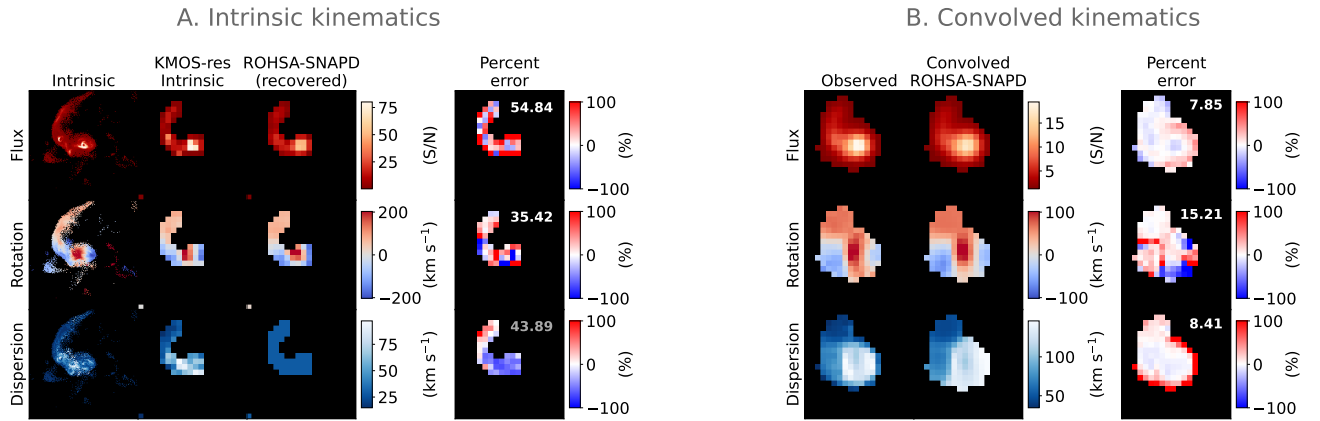 A. Intrinsic kinematics
B. Convolved kinematics
Intrinsic
KMOS-res
Intrinsic
ROHSA-SNAPD
(recovered)
Percent
error
Observed
Convolved
ROHSA-SNAPD
Percent
error
Flux
75
50
25
(S/N)
54.84
100
0
−100
(%)
Flux
15
10
5
(S/N)
7.85
100
0
−100
(%)
Rotation
200
0
−200
(km s⁻¹)
35.42
100
0
−100
(%)
Rotation
100
50
0
−50
−100
(km s⁻¹)
15.21
100
0
−100
(%)
Dispersion
75
50
25
(km s⁻¹)
43.89
100
0
−100
(%)
Dispersion
100
50
(km s⁻¹)
8.41
100
0
−100
(%)